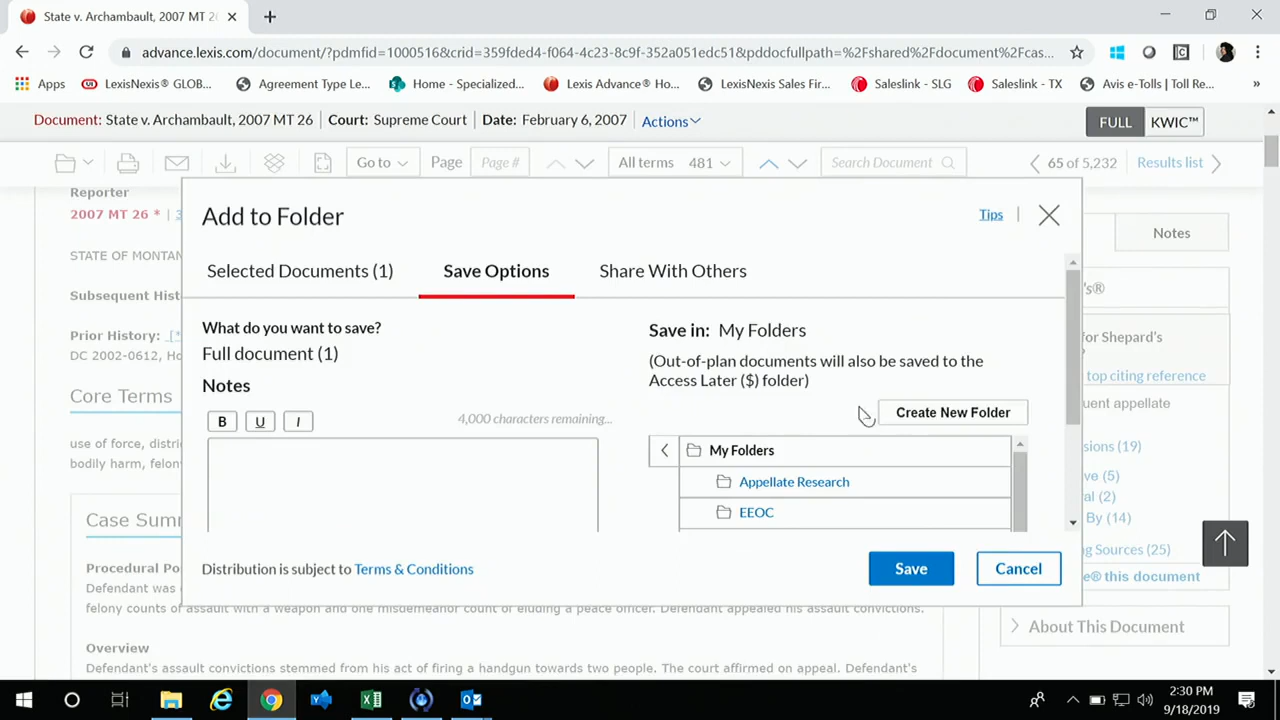 State v. Archambault, 2007 MT 26
advance.lexis.com/document/?pdmfid=1000516&crid=359fded4-f064-4c23-8c9f-352a051edc51&pddocfullpath=%2Fshared%2Fdocument%2Fcas...
Apps LexisNexis® GLOB... Agreement Type Le... Home - Specialized... Lexis Advance® Ho... LexisNexis Sales Fir... Saleslink - SLG Saleslink - TX Avis e-Tolls | Toll Re... »
Document: State v. Archambault, 2007 MT 26 | Court: Supreme Court | Date: February 6, 2007 | Actions
FULL KWIC™
Go to Page Page # All terms 481 Search Document 65 of 5,232 Results list
Reporter
2007 MT 26 * | 3
Add to Folder
Tips
Notes
STATE OF MONTAN
Selected Documents (1) Save Options Share With Others
Subsequent Hist
's®
Prior History: [*
DC 2002-0612, Ho
What do you want to save?
Full document (1)
Notes
B U I 4,000 characters remaining...
Save in: My Folders
(Out-of-plan documents will also be saved to the
Access Later ($) folder)
Create New Folder
My Folders
Appellate Research
EEOC
for Shepard's
?
top citing reference
quent appellate
sions (19)
ve (5)
l (2)
By (14)
ng Sources (25)
e® this document
Core Terms
use of force, district
bodily harm, felony
Case Summ
Distribution is subject to Terms & Conditions
Save Cancel
Procedural Po
Defendant was
felony counts of assault with a weapon and one misdemeanor count of eluding a peace officer. Defendant appealed his assault convictions.
About This Document
Overview
Defendant's assault convictions stemmed from his act of firing a handgun towards two people. The court affirmed on appeal. Defendant's
2:30 PM
9/18/2019